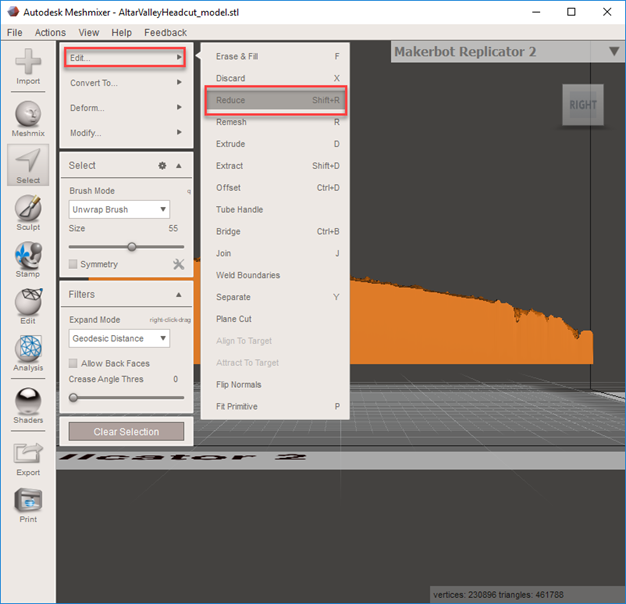 Autodesk Meshmixer - AltarValleyHeadcut_model.stl
File Actions View Help Feedback
Import
Meshmix
Select
Sculpt
Stamp
Edit
Analysis
Shaders
Export
Print
Edit...
Convert To...
Deform...
Modify...
Select
Brush Mode q
Unwrap Brush
Size 55
Symmetry
Filters
Expand Mode right-click-drag
Geodesic Distance
Allow Back Faces
Crease Angle Thres 0
Clear Selection
Erase & Fill F
Discard X
Reduce Shift+R
Remesh R
Extrude D
Extract Shift+D
Offset Ctrl+D
Tube Handle
Bridge Ctrl+B
Join J
Weld Boundaries
Separate Y
Plane Cut
Align To Target
Attract To Target
Flip Normals
Fit Primitive P
Makerbot Replicator 2
RIGHT
licator 2
vertices: 230896 triangles: 461788